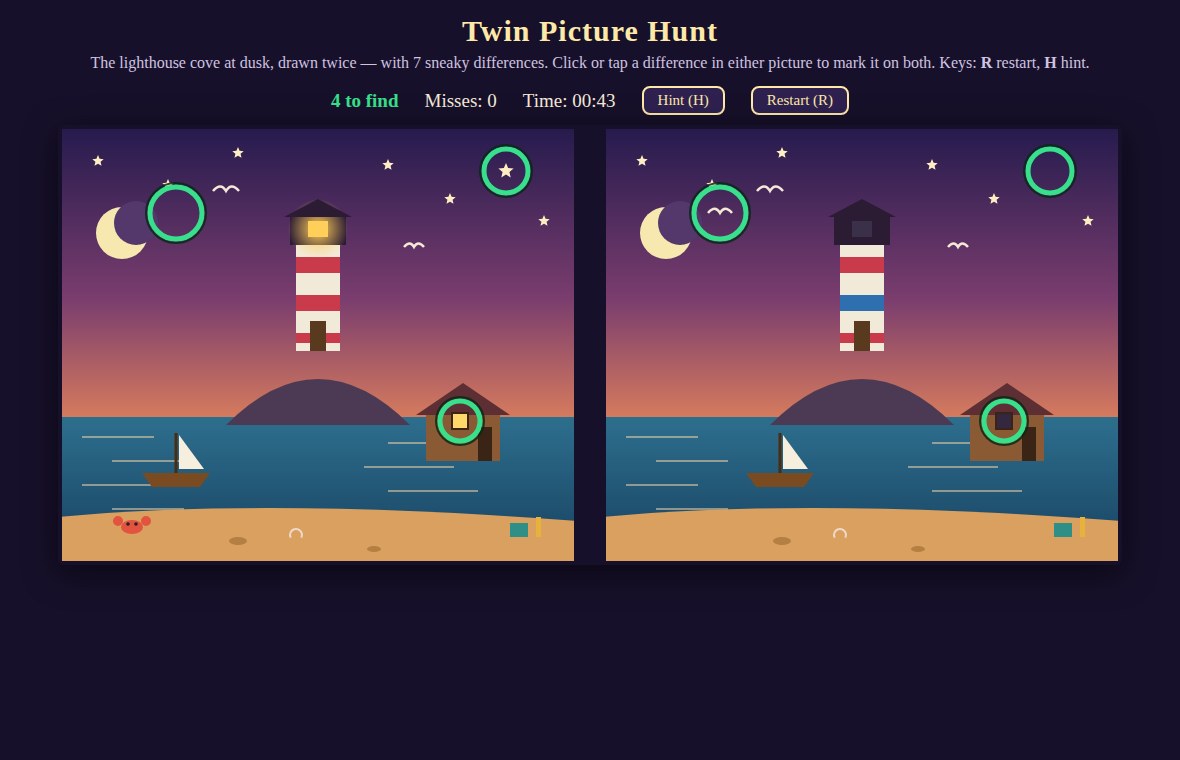 Twin Picture Hunt
The lighthouse cove at dusk, drawn twice — with 7 sneaky differences. Click or tap a difference in either picture to mark it on both. Keys: R restart, H hint.
4 to find Misses: 0 Time: 00:43 Hint (H) Restart (R)